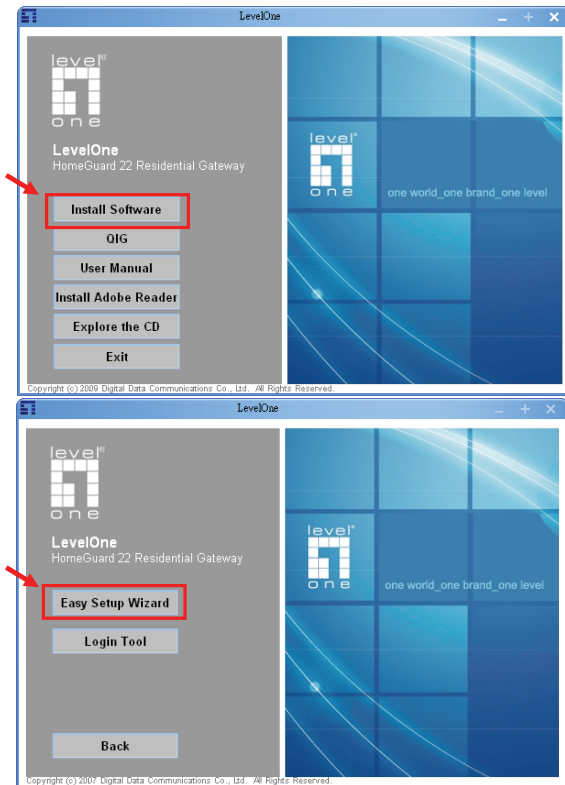 LevelOne
level®
one
LevelOne
HomeGuard 22 Residential Gateway
Install Software
QIG
User Manual
Install Adobe Reader
Explore the CD
Exit
level®
one
one world_one brand_one level
Copyright (c) 2009 Digital Data Communications Co., Ltd. All Rights Reserved.
LevelOne
level®
one
LevelOne
HomeGuard 22 Residential Gateway
Easy Setup Wizard
Login Tool
Back
level®
one
one world_one brand_one level
Copyright (c) 2007 Digital Data Communications Co., Ltd. All Rights Reserved.